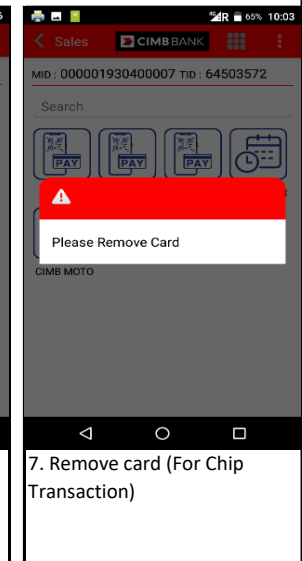 65% 10:03
Sales CIMB BANK
MID : 000001930400007 TID : 64503572
Search
PAY PAY PAY
Please Remove Card
CIMB MOTO
7. Remove card (For Chip
Transaction)